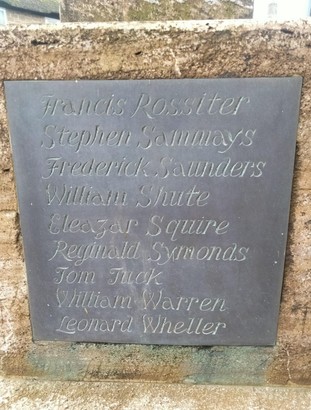 Francis Rossiter
Stephen Sammays
Frederick Saunders
William Shute
Eleazar Squire
Reginald Symonds
Tom Tuck
William Warren
Leonard Wheller